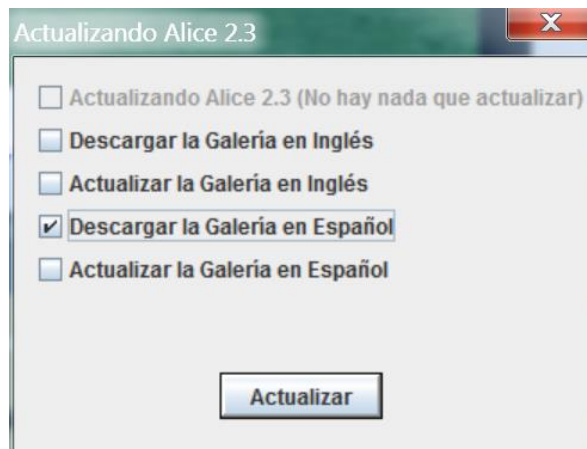 Actualizando Alice 2.3
Actualizando Alice 2.3 (No hay nada que actualizar)
Descargar la Galería en Inglés
Actualizar la Galería en Inglés
Descargar la Galería en Español
Actualizar la Galería en Español
Actualizar